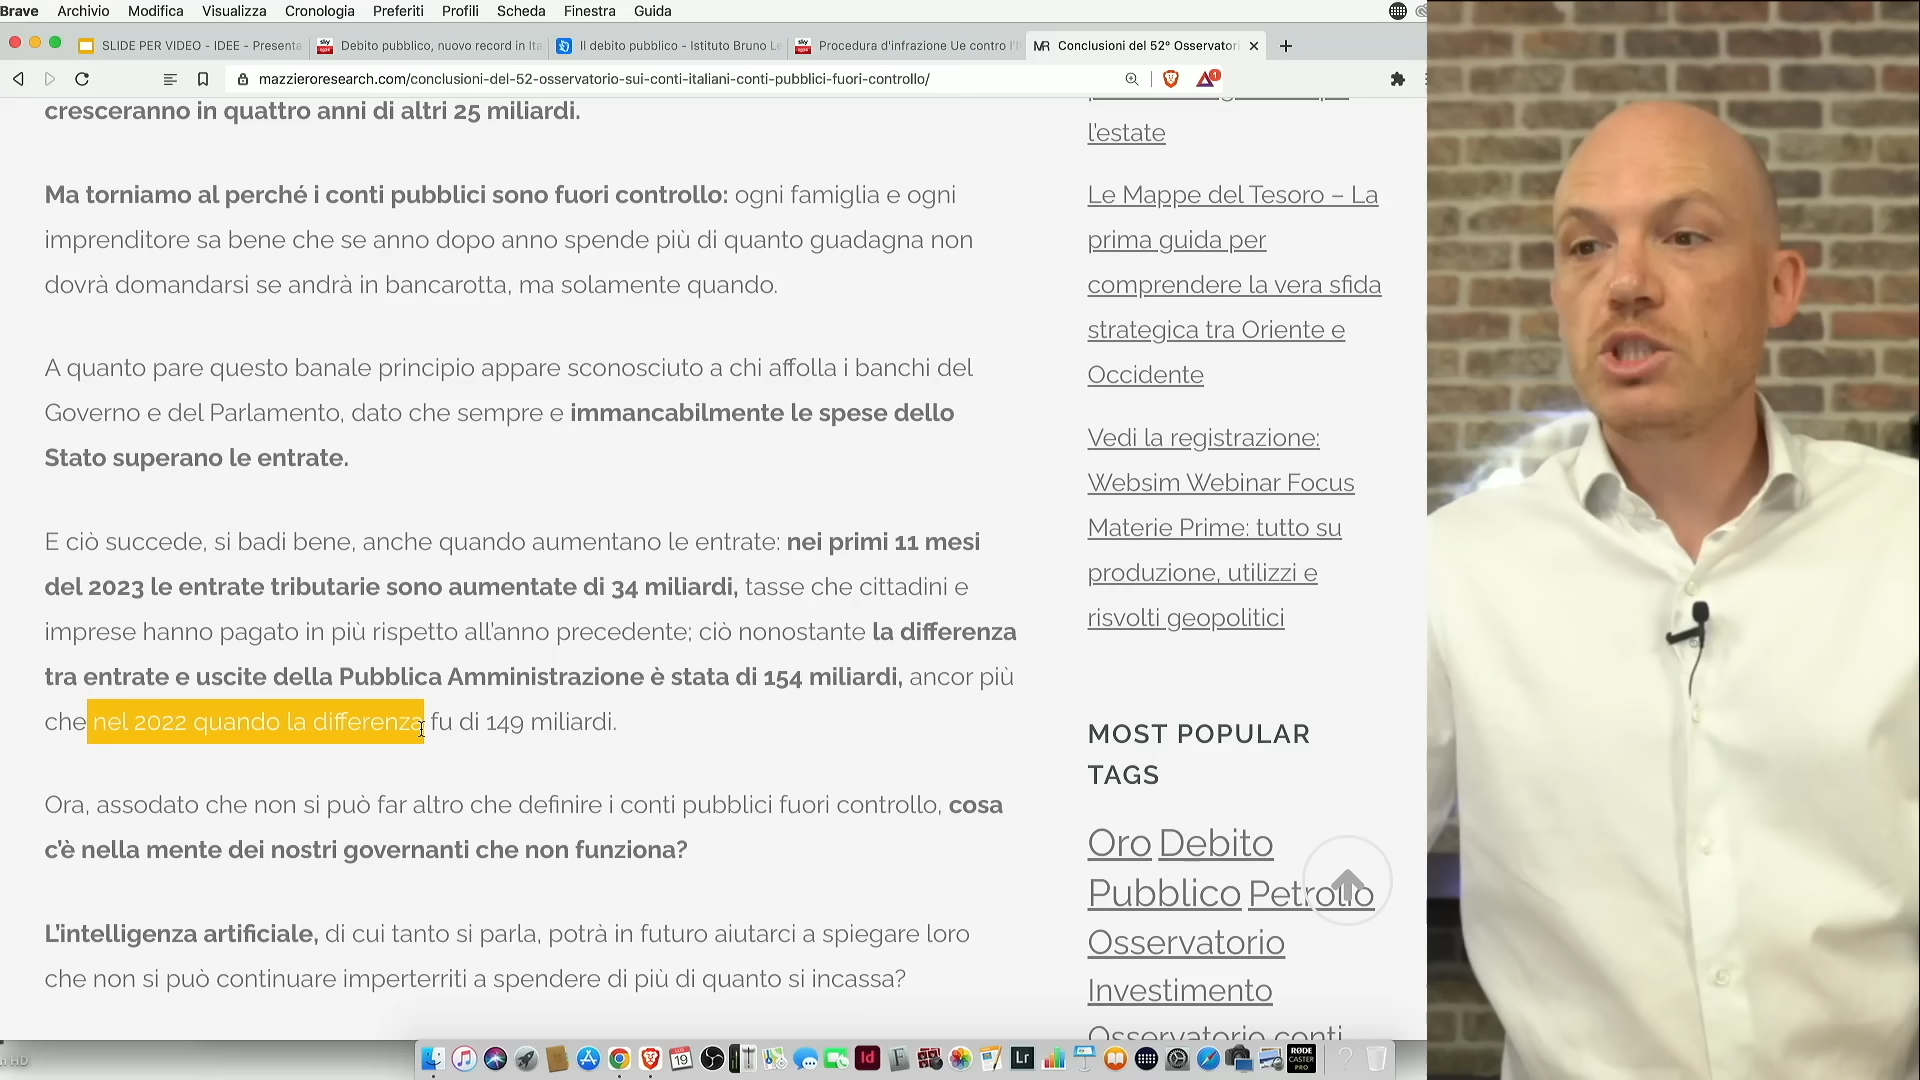 Brave Archivio Modifica Visualizza Cronologia Preferiti Profili Scheda Finestra Guida
SLIDE PER VIDEO - IDEE - Presenta
Debito pubblico, nuovo record in Ita
Il debito pubblico - Istituto Bruno Le
Procedura d'infrazione Ue contro l'I
Conclusioni del 52° Osservatori
mazzieroresearch.com/conclusioni-del-52-osservatorio-sui-conti-italiani-conti-pubblici-fuori-controllo/
cresceranno in quattro anni di altri 25 miliardi.
Ma torniamo al perché i conti pubblici sono fuori controllo: ogni famiglia e ogni
imprenditore sa bene che se anno dopo anno spende più di quanto guadagna non
dovrà domandarsi se andrà in bancarotta, ma solamente quando.
A quanto pare questo banale principio appare sconosciuto a chi affolla i banchi del
Governo e del Parlamento, dato che sempre e immancabilmente le spese dello
Stato superano le entrate.
E ciò succede, si badi bene, anche quando aumentano le entrate: nei primi 11 mesi
del 2023 le entrate tributarie sono aumentate di 34 miliardi, tasse che cittadini e
imprese hanno pagato in più rispetto all'anno precedente; ciò nonostante la differenza
tra entrate e uscite della Pubblica Amministrazione è stata di 154 miliardi, ancor più
che nel 2022 quando la differenza fu di 149 miliardi.
Ora, assodato che non si può far altro che definire i conti pubblici fuori controllo, cosa
c'è nella mente dei nostri governanti che non funziona?
L'intelligenza artificiale, di cui tanto si parla, potrà in futuro aiutarci a spiegare loro
che non si può continuare imperterriti a spendere di più di quanto si incassa?
l'estate
Le Mappe del Tesoro – La
prima guida per
comprendere la vera sfida
strategica tra Oriente e
Occidente
Vedi la registrazione:
Websim Webinar Focus
Materie Prime: tutto su
produzione, utilizzi e
risvolti geopolitici
MOST POPULAR
TAGS
Oro Debito
Pubblico Petrolio
Osservatorio
Investimento
Osservatorio conti
HD
19
Id
Lr
RØDE
CASTER
PRO